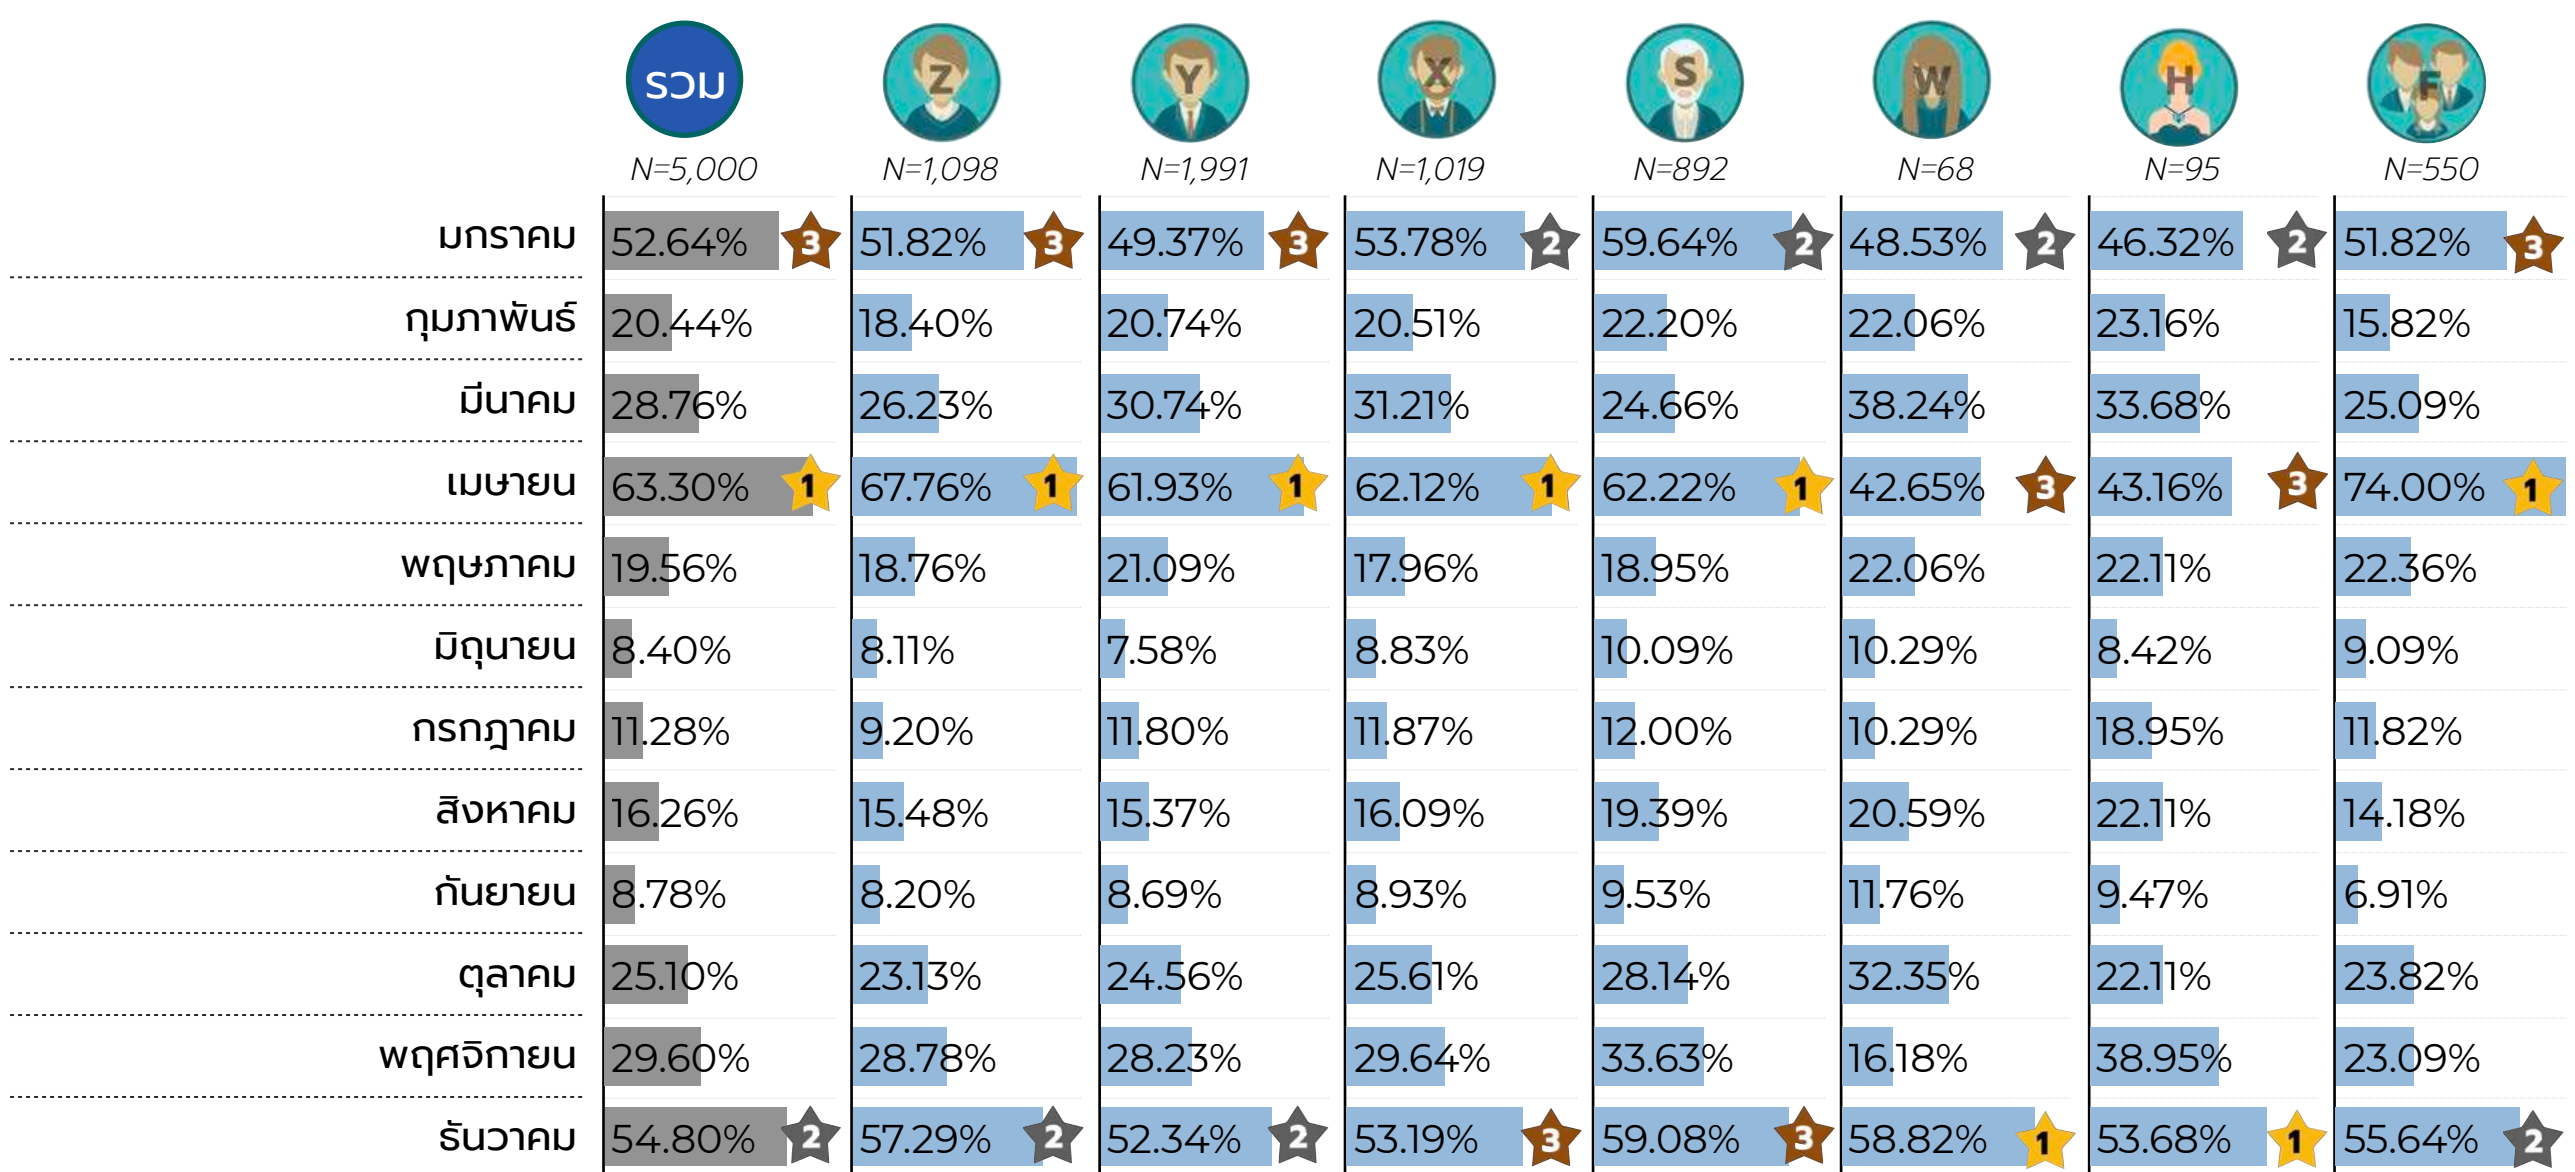 รวม Z Y X S W H F
N=5,000 N=1,098 N=1,991 N=1,019 N=892 N=68 N=95 N=550
มกราคม 52.64% 3 51.82% 3 49.37% 3 53.78% 2 59.64% 2 48.53% 2 46.32% 2 51.82% 3
กุมภาพันธ์ 20.44% 18.40% 20.74% 20.51% 22.20% 22.06% 23.16% 15.82%
มีนาคม 28.76% 26.23% 30.74% 31.21% 24.66% 38.24% 33.68% 25.09%
เมษายน 63.30% 1 67.76% 1 61.93% 1 62.12% 1 62.22% 1 42.65% 3 43.16% 3 74.00% 1
พฤษภาคม 19.56% 18.76% 21.09% 17.96% 18.95% 22.06% 22.11% 22.36%
มิถุนายน 8.40% 8.11% 7.58% 8.83% 10.09% 10.29% 8.42% 9.09%
กรกฎาคม 11.28% 9.20% 11.80% 11.87% 12.00% 10.29% 18.95% 11.82%
สิงหาคม 16.26% 15.48% 15.37% 16.09% 19.39% 20.59% 22.11% 14.18%
กันยายน 8.78% 8.20% 8.69% 8.93% 9.53% 11.76% 9.47% 6.91%
ตุลาคม 25.10% 23.13% 24.56% 25.61% 28.14% 32.35% 22.11% 23.82%
พฤศจิกายน 29.60% 28.78% 28.23% 29.64% 33.63% 16.18% 38.95% 23.09%
ธันวาคม 54.80% 2 57.29% 2 52.34% 2 53.19% 3 59.08% 3 58.82% 1 53.68% 1 55.64% 2